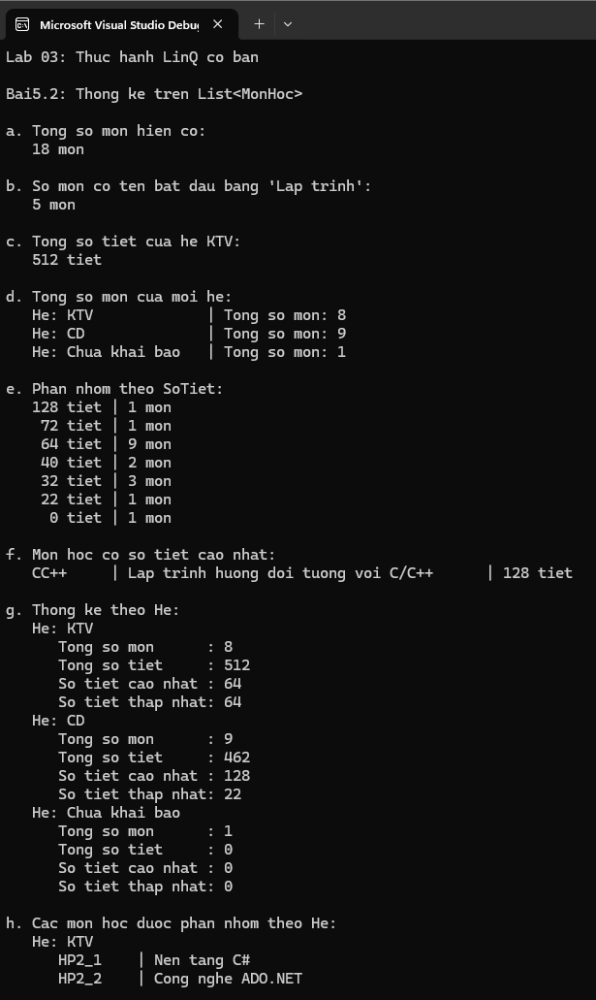 Microsoft Visual Studio Debu
Lab 03: Thuc hanh LinQ co ban
Bai5.2: Thong ke tren List<MonHoc>
a. Tong so mon hien co:
18 mon
b. So mon co ten bat dau bang 'Lap trinh':
5 mon
c. Tong so tiet cua he KTV:
512 tiet
d. Tong so mon cua moi he:
He: KTV | Tong so mon: 8
He: CD | Tong so mon: 9
He: Chua khai bao | Tong so mon: 1
e. Phan nhom theo SoTiet:
128 tiet | 1 mon
72 tiet | 1 mon
64 tiet | 9 mon
40 tiet | 2 mon
32 tiet | 3 mon
22 tiet | 1 mon
0 tiet | 1 mon
f. Mon hoc co so tiet cao nhat:
CC++ | Lap trinh huong doi tuong voi C/C++ | 128 tiet
g. Thong ke theo He:
He: KTV
Tong so mon : 8
Tong so tiet : 512
So tiet cao nhat : 64
So tiet thap nhat: 64
He: CD
Tong so mon : 9
Tong so tiet : 462
So tiet cao nhat : 128
So tiet thap nhat: 22
He: Chua khai bao
Tong so mon : 1
Tong so tiet : 0
So tiet cao nhat : 0
So tiet thap nhat: 0
h. Cac mon hoc duoc phan nhom theo He:
He: KTV
HP2_1 | Nen tang C#
HP2_2 | Cong nghe ADO.NET